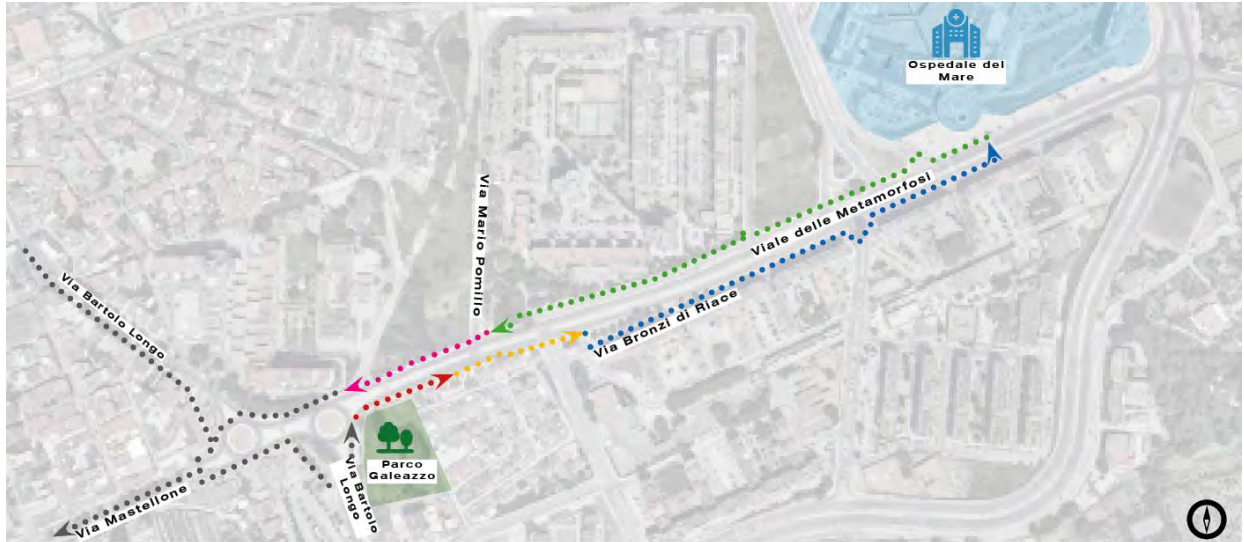 Ospedale del
Mare
Via Mario Pomilio
Viale delle Metamorfosi
Via Bartolo Longo
Via Bronzi di Riace
Parco
Galeazzo
Via Bartolo
Longo
Via Mastellone